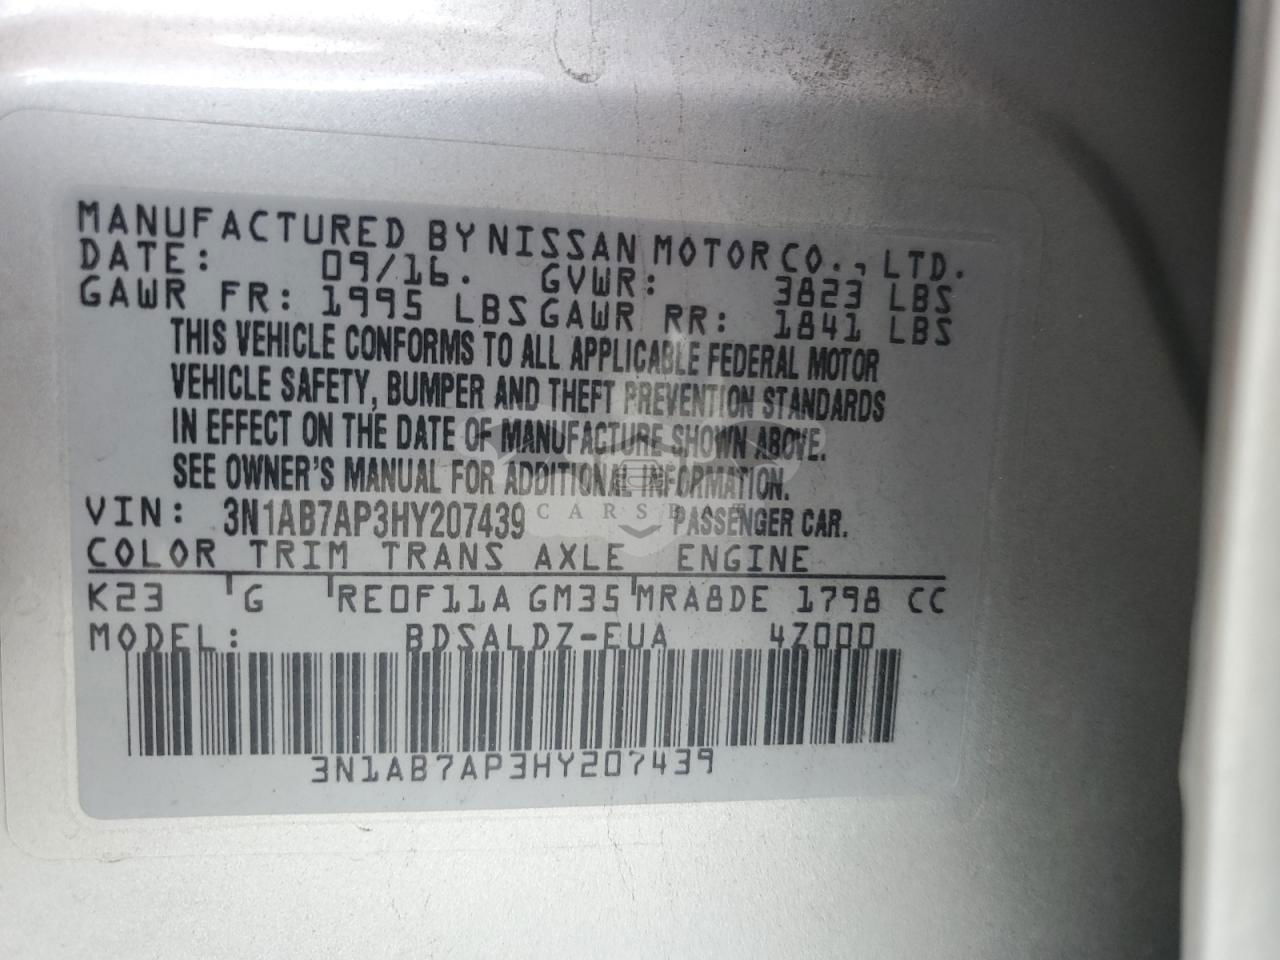 MANUFACTURED BY NISSAN MOTOR CO., LTD.
DATE: 09/16. GVWR: 3823 LBS
GAWR FR: 1995 LBS GAWR RR: 1841 LBS
THIS VEHICLE CONFORMS TO ALL APPLICABLE FEDERAL MOTOR
VEHICLE SAFETY, BUMPER AND THEFT PREVENTION STANDARDS
IN EFFECT ON THE DATE OF MANUFACTURE SHOWN ABOVE.
SEE OWNER'S MANUAL FOR ADDITIONAL INFORMATION.
VIN: 3N1AB7AP3HY207439 PASSENGER CAR.
COLOR TRIM TRANS AXLE ENGINE
K23 G RE0F11A GM35 MRA8DE 1798 CC
MODEL: BDSALDZ-EUA 4Z000
3N1AB7AP3HY207439